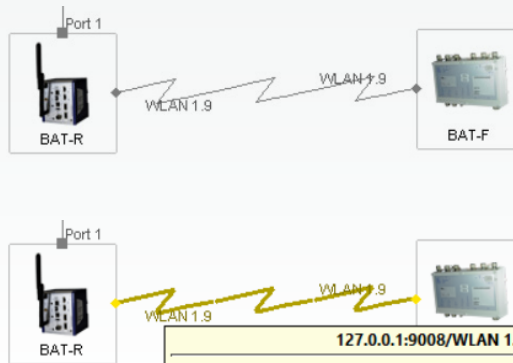 Port 1
WLAN 1.9
WLAN 1.9
BAT-R
BAT-F
Port 1
WLAN 1.9
WLAN 1.9
BAT-R
127.0.0.1:9008/WLAN 1.